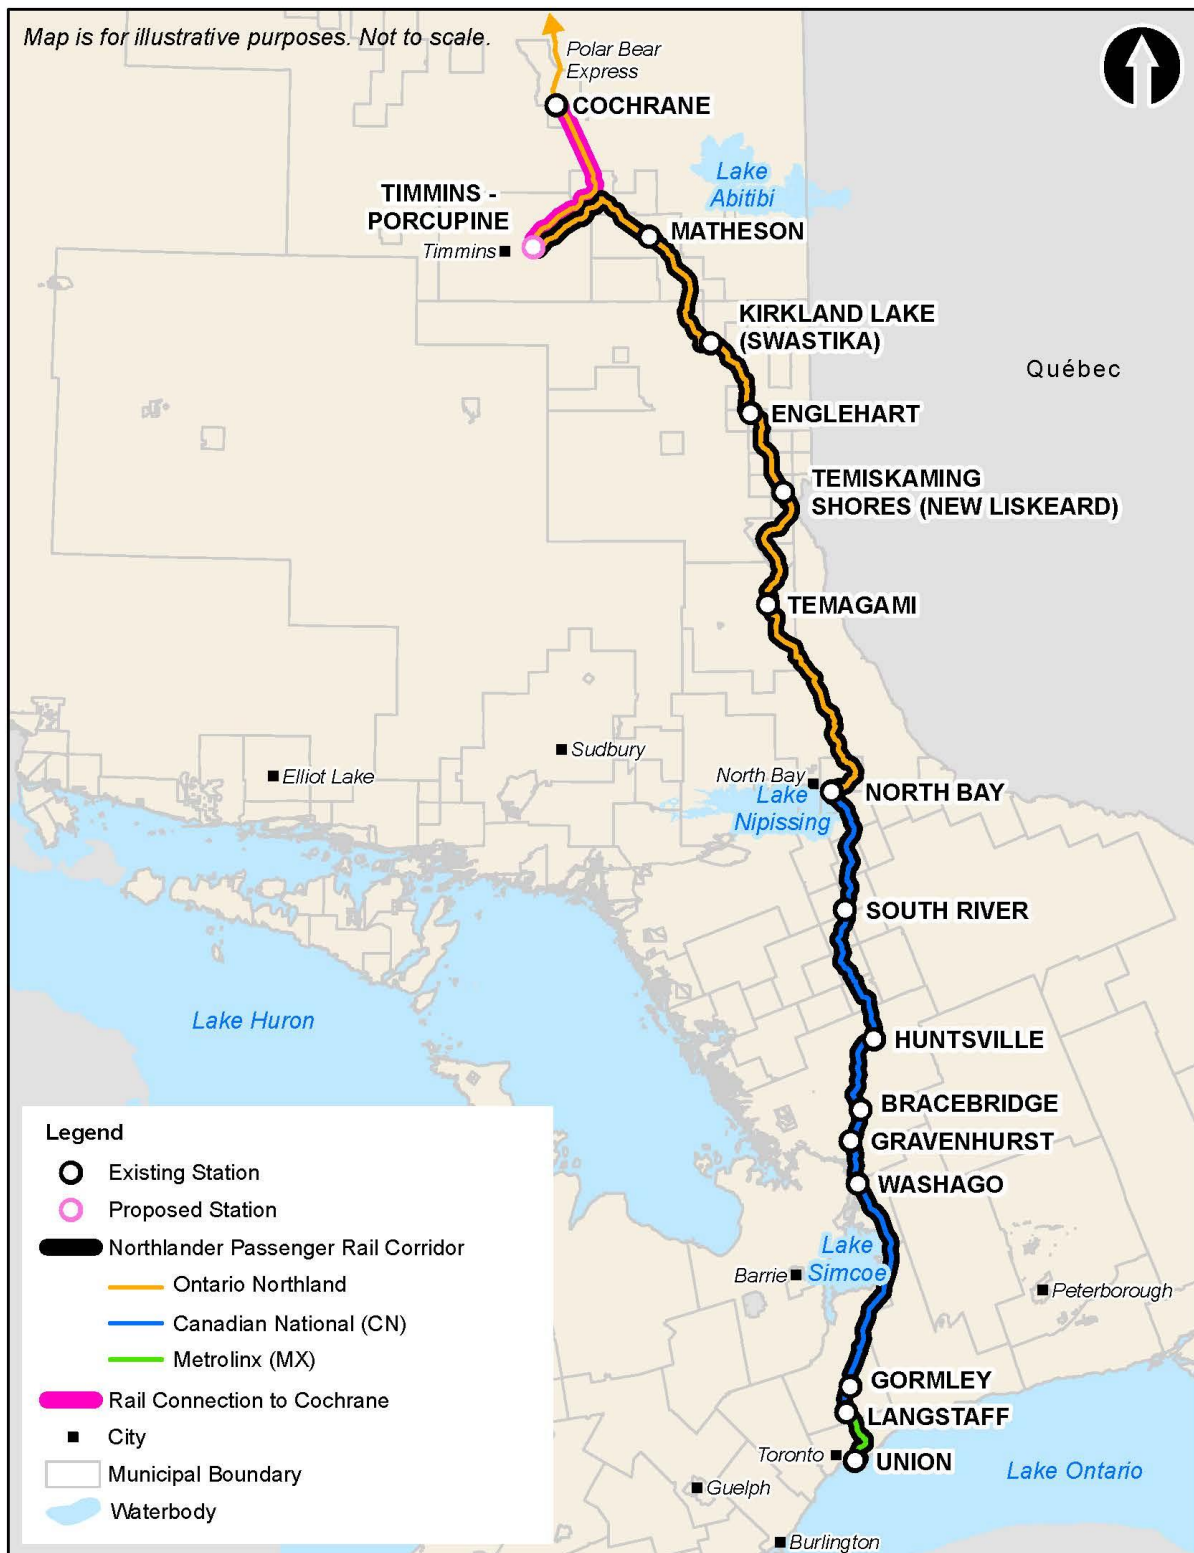 Map is for illustrative purposes. Not to scale.
Polar Bear
Express
COCHRANE
Lake
Abitibi
TIMMINS -
PORCUPINE
Timmins
MATHESON
KIRKLAND LAKE
(SWASTIKA)
Québec
ENGLEHART
TEMISKAMING
SHORES (NEW LISKEARD)
TEMAGAMI
Sudbury
Elliot Lake
North Bay
NORTH BAY
Lake
Nipissing
SOUTH RIVER
Lake Huron
HUNTSVILLE
BRACEBRIDGE
GRAVENHURST
WASHAGO
Lake
Simcoe
Barrie
Peterborough
GORMLEY
LANGSTAFF
Toronto
UNION
Lake Ontario
Guelph
Burlington
Legend
Existing Station
Proposed Station
Northlander Passenger Rail Corridor
Ontario Northland
Canadian National (CN)
Metrolinx (MX)
Rail Connection to Cochrane
City
Municipal Boundary
Waterbody